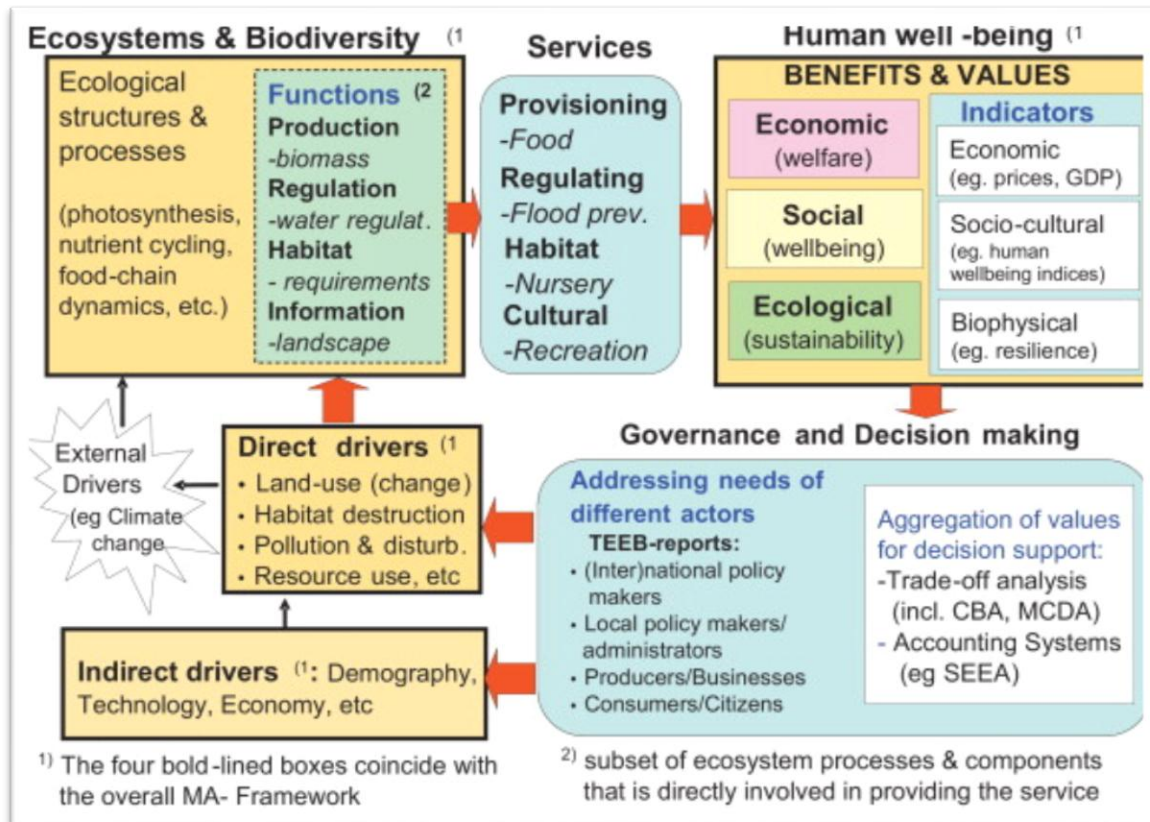 Ecosystems & Biodiversity (1
Ecological
structures &
processes
(photosynthesis,
nutrient cycling,
food-chain
dynamics, etc.)
Functions (2
Production
-biomass
Regulation
-water regulat.
Habitat
- requirements
Information
-landscape
Services
Provisioning
-Food
Regulating
-Flood prev.
Habitat
-Nursery
Cultural
-Recreation
Human well -being (1
BENEFITS & VALUES
Economic
(welfare)
Social
(wellbeing)
Ecological
(sustainability)
Indicators
Economic
(eg. prices, GDP)
Socio-cultural
(eg. human
wellbeing indices)
Biophysical
(eg. resilience)
External
Drivers
(eg Climate
change
Direct drivers (1
• Land-use (change)
• Habitat destruction
• Pollution & disturb.
• Resource use, etc
Indirect drivers (1: Demography,
Technology, Economy, etc
Governance and Decision making
Addressing needs of
different actors
TEEB-reports:
• (Inter)national policy
makers
• Local policy makers/
administrators
• Producers/Businesses
• Consumers/Citizens
Aggregation of values
for decision support:
-Trade-off analysis
(incl. CBA, MCDA)
- Accounting Systems
(eg SEEA)
1) The four bold-lined boxes coincide with
the overall MA- Framework
2) subset of ecosystem processes & components
that is directly involved in providing the service